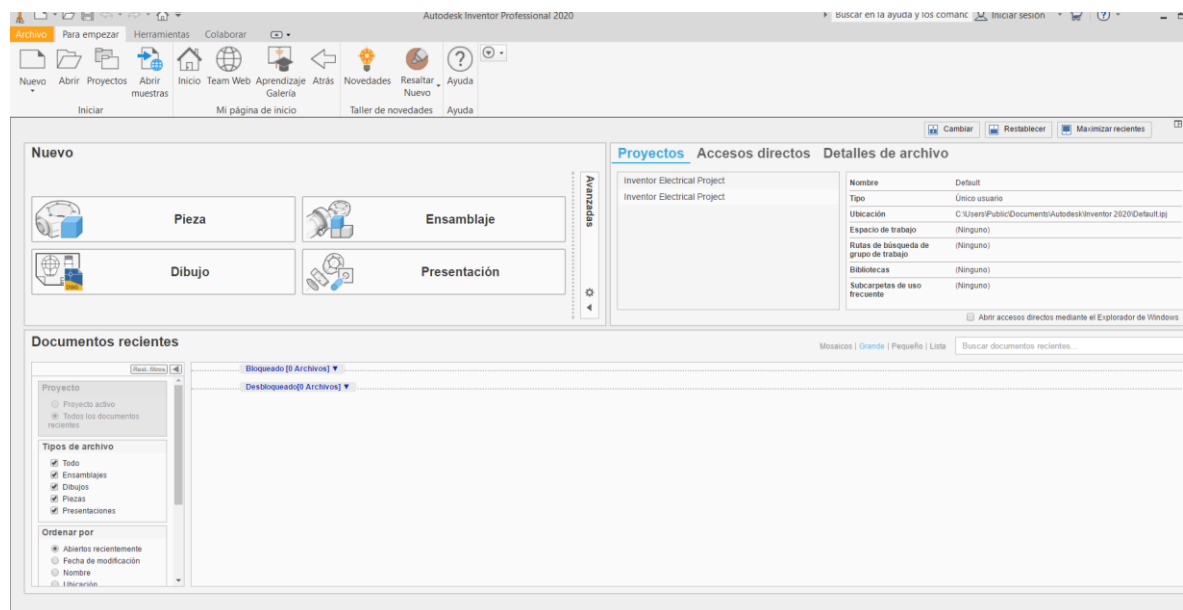 Autodesk Inventor Professional 2020
Buscar en la ayuda y los comanc
Iniciar sesión
Archivo Para empezar Herramientas Colaborar
Nuevo Abrir Proyectos Abrir muestras
Inicio Team Web Aprendizaje Galería Atrás
Novedades Resaltar Nuevo
Ayuda
Iniciar Mi página de inicio Taller de novedades Ayuda
Cambiar Restablecer Maximizar recientes
Nuevo
Pieza Ensamblaje
Dibujo Presentación
Avanzadas
Proyectos Accesos directos Detalles de archivo
Inventor Electrical Project
Inventor Electrical Project
Nombre Default
Tipo Único usuario
Ubicación C:\Users\Public\Documents\Autodesk\Inventor 2020\Default.ipj
Espacio de trabajo (Ninguno)
Rutas de búsqueda de (Ninguno)
grupo de trabajo
Bibliotecas (Ninguno)
Subcarpetas de uso (Ninguno)
frecuente
Abrir accesos directos mediante el Explorador de Windows
Documentos recientes
Mosaicos | Grande | Pequeño | Lista
Buscar documentos recientes...
Rest. filtros
Bloqueado [0 Archivos] ▼
Desbloqueado[0 Archivos] ▼
Proyecto
Proyecto activo
Todos los documentos
recientes
Tipos de archivo
Todo
Ensamblajes
Dibujos
Piezas
Presentaciones
Ordenar por
Abiertos recientemente
Fecha de modificación
Nombre
Ubicación